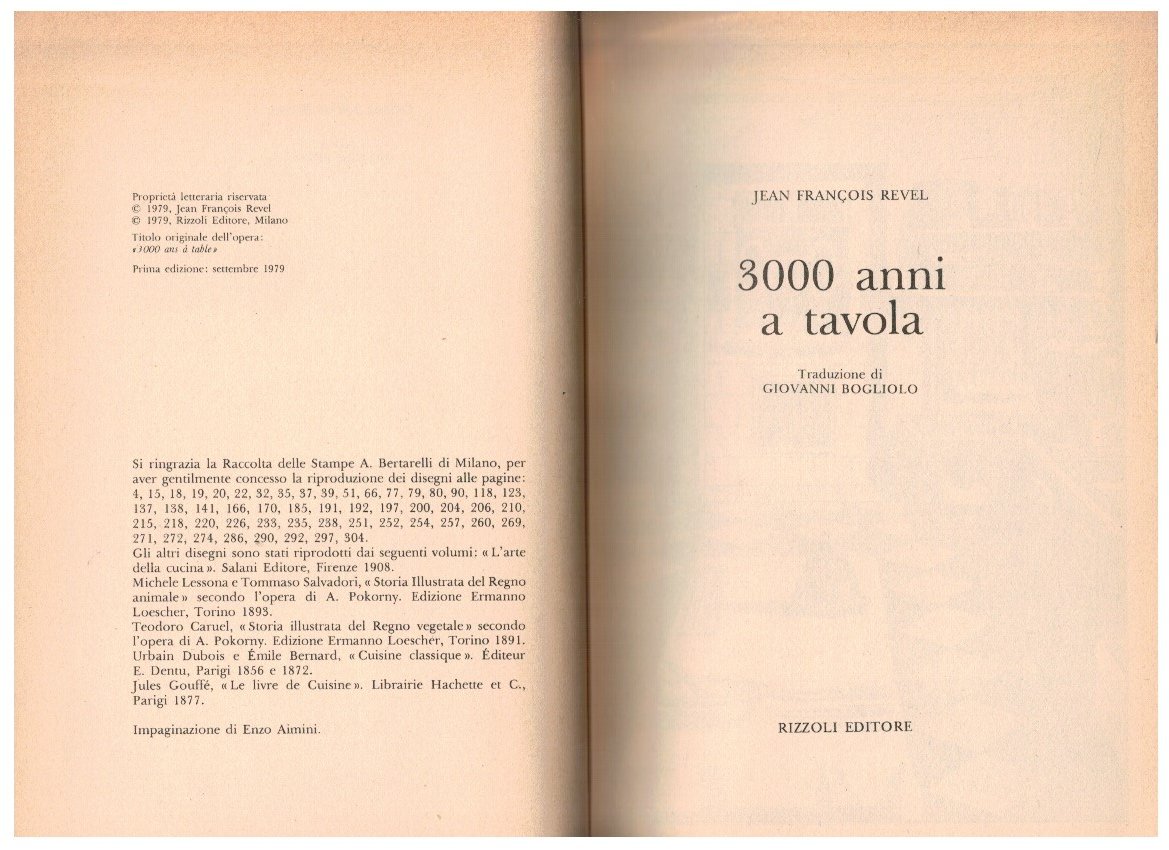 Proprietà letteraria riservata
© 1979, Jean François Revel
© 1979, Rizzoli Editore, Milano
Titolo originale dell'opera:
«3000 ans à table»
Prima edizione: settembre 1979
Si ringrazia la Raccolta delle Stampe A. Bertarelli di Milano, per
aver gentilmente concesso la riproduzione dei disegni alle pagine:
4, 15, 18, 19, 20, 22, 32, 35, 37, 39, 51, 66, 77, 79, 80, 90, 118, 123,
137, 138, 141, 166, 170, 185, 191, 192, 197, 200, 204, 206, 210,
215, 218, 220, 226, 233, 235, 238, 251, 252, 254, 257, 260, 269,
271, 272, 274, 286, 290, 292, 297, 304.
Gli altri disegni sono stati riprodotti dai seguenti volumi: «L'arte
della cucina». Salani Editore, Firenze 1908.
Michele Lessona e Tommaso Salvadori, «Storia Illustrata del Regno
animale» secondo l'opera di A. Pokorny. Edizione Ermanno
Loescher, Torino 1893.
Teodoro Caruel, «Storia illustrata del Regno vegetale» secondo
l'opera di A. Pokorny. Edizione Ermanno Loescher, Torino 1891.
Urbain Dubois e Émile Bernard, «Cuisine classique». Éditeur
E. Dentu, Parigi 1856 e 1872.
Jules Gouffé, «Le livre de Cuisine». Librairie Hachette et C.,
Parigi 1877.
Impaginazione di Enzo Aimini.
JEAN FRANÇOIS REVEL
3000 anni
a tavola
Traduzione di
GIOVANNI BOGLIOLO
RIZZOLI EDITORE